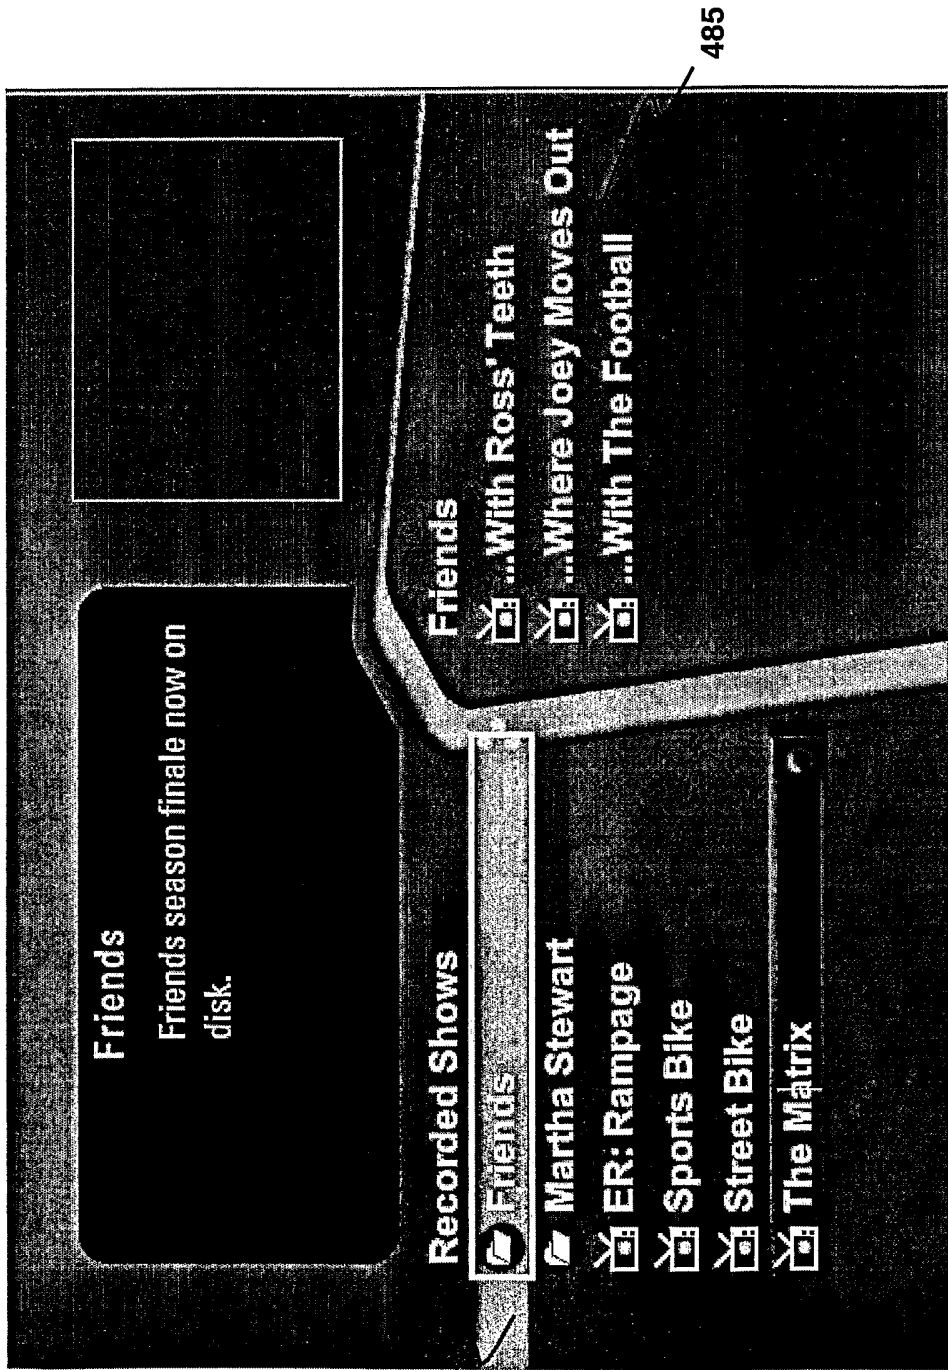 Friends
Friends season finale now on
disk.
Recorded Shows
Friends
Martha Stewart
ER: Rampage
Sports Bike
Street Bike
The Matrix
Friends
...With Ross' Teeth
...Where Joey Moves Out
...With The Football
485